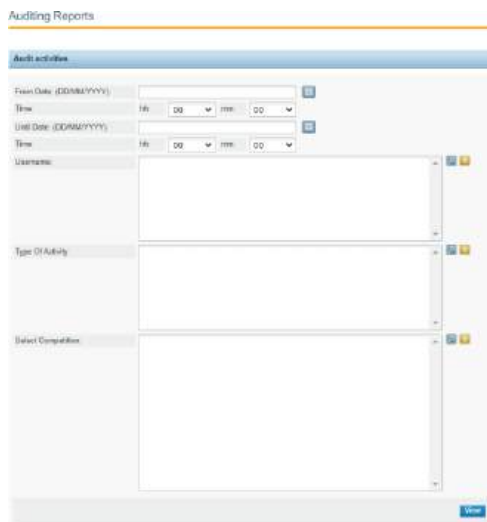 Auditing Reports
Audit activities
From Date: (DD/MM/YYYY)
Time hh: 00 mm: 00
Until Date: (DD/MM/YYYY)
Time hh: 00 mm: 00
Username:
Type Of Activity
Select Competition:
View